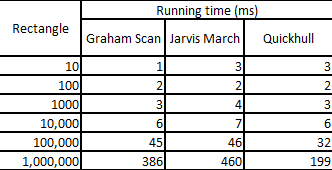 Rectangle Running time (ms)
Graham Scan Jarvis March Quickhull
10 1 3 3
100 2 2 2
1000 3 4 3
10,000 6 7 6
100,000 45 46 32
1,000,000 386 460 199